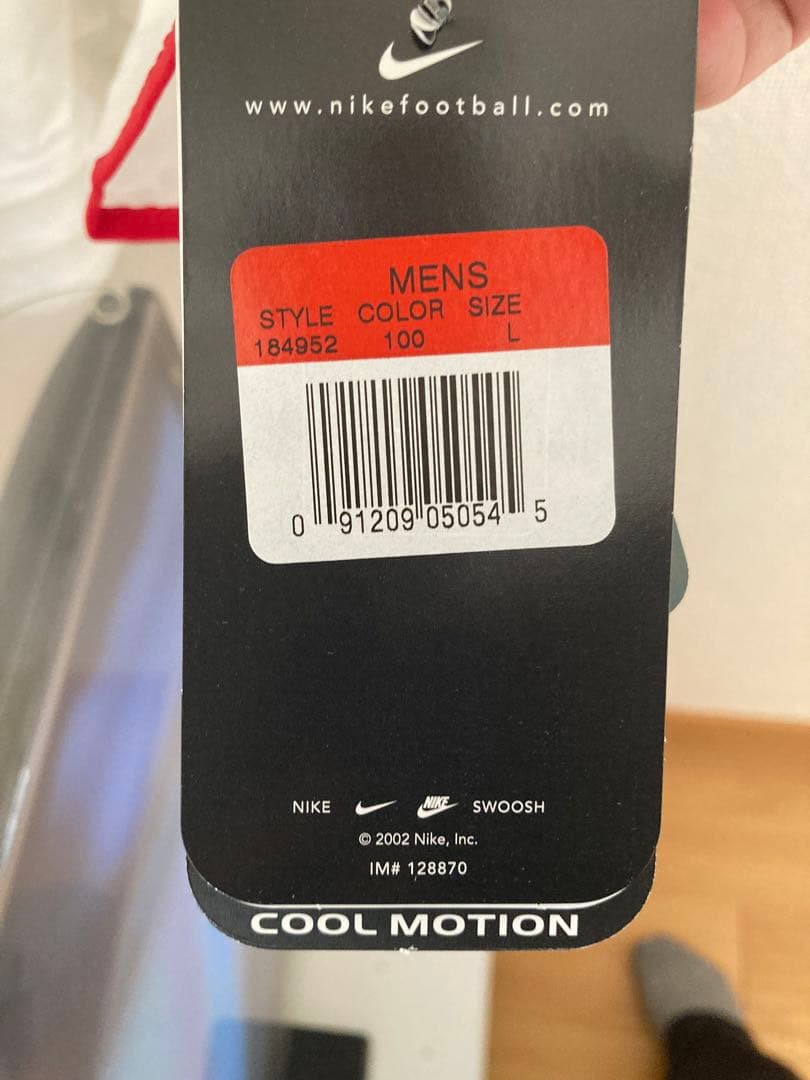 www.nikefootball.com
MENS
STYLE COLOR SIZE
184952 100 L
0 91209 05054 5
NIKE NIKE SWOOSH
© 2002 Nike, Inc.
IM# 128870
COOL MOTION